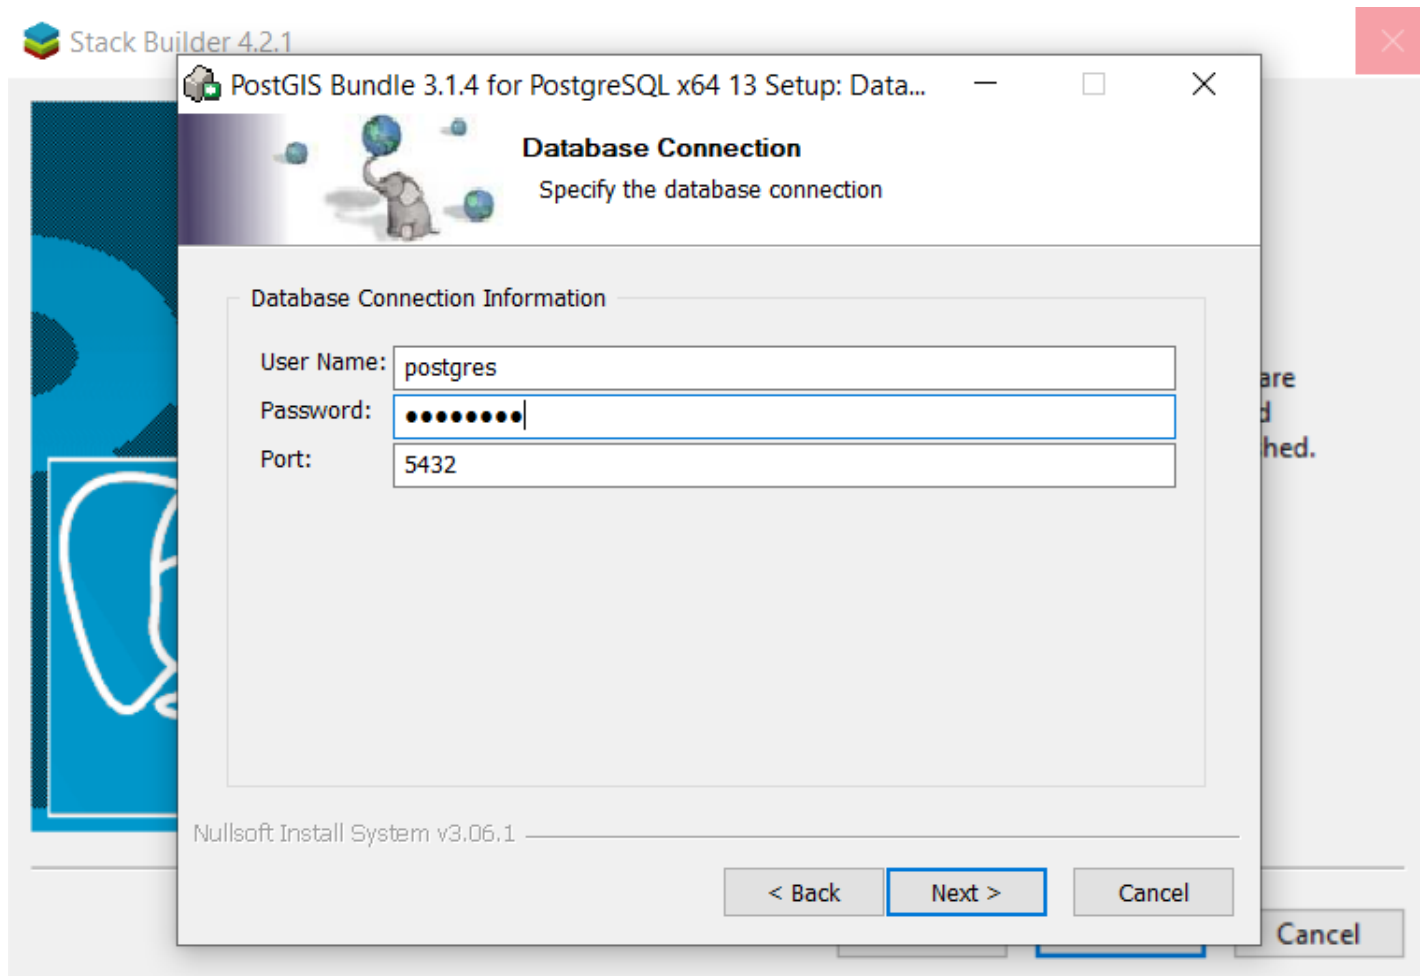 Stack Builder 4.2.1
PostGIS Bundle 3.1.4 for PostgreSQL x64 13 Setup: Data...
Database Connection
Specify the database connection
Database Connection Information
User Name: postgres
Password: ●●●●●●●●
Port: 5432
are
hed.
Nullsoft Install System v3.06.1
< Back Next > Cancel
Cancel